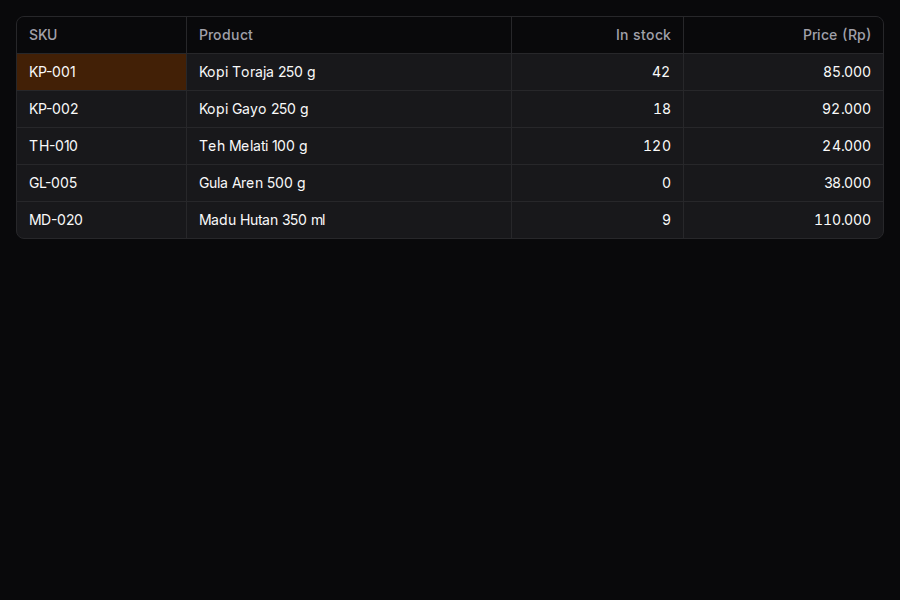 SKU Product In stock Price (Rp)
KP-001 Kopi Toraja 250 g 42 85.000
KP-002 Kopi Gayo 250 g 18 92.000
TH-010 Teh Melati 100 g 120 24.000
GL-005 Gula Aren 500 g 0 38.000
MD-020 Madu Hutan 350 ml 9 110.000